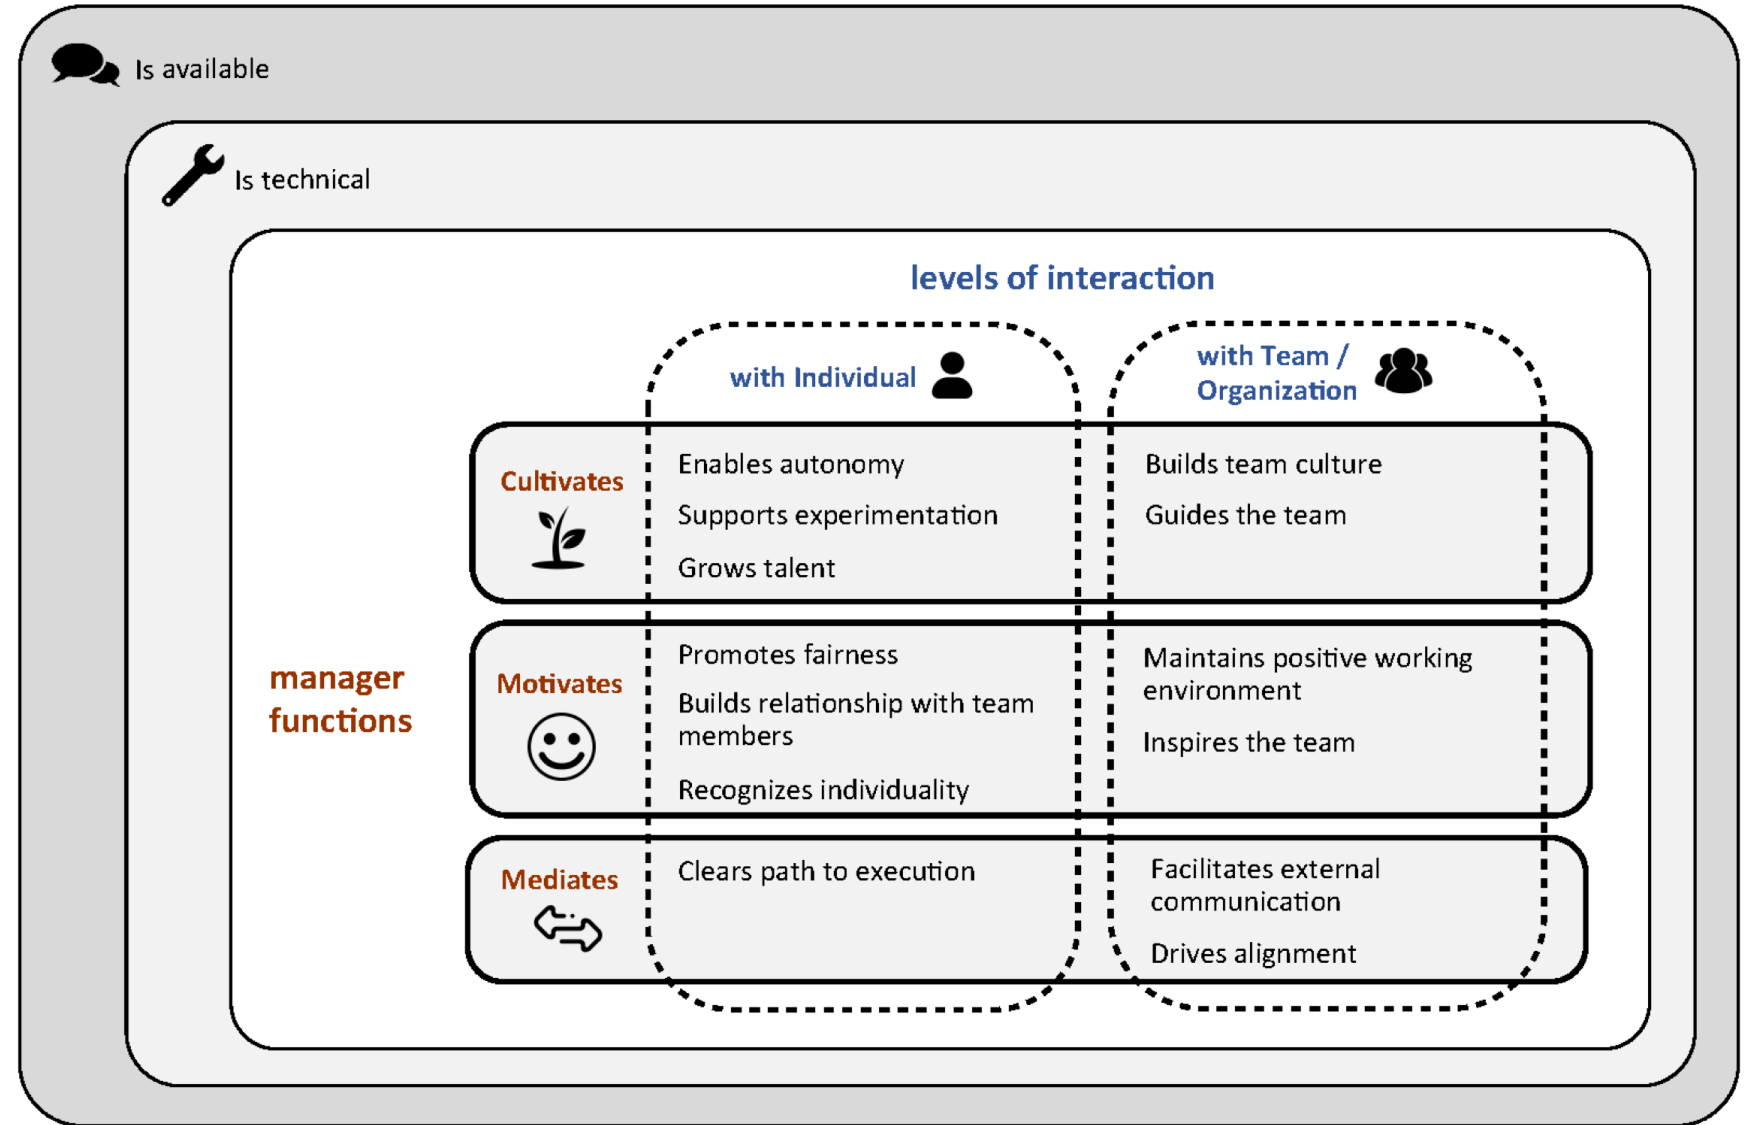 Is available
Is technical
levels of interaction
with Individual
with Team /
Organization
manager
functions
Cultivates
Enables autonomy
Supports experimentation
Grows talent
Builds team culture
Guides the team
Motivates
Promotes fairness
Builds relationship with team
members
Recognizes individuality
Maintains positive working
environment
Inspires the team
Mediates
Clears path to execution
Facilitates external
communication
Drives alignment